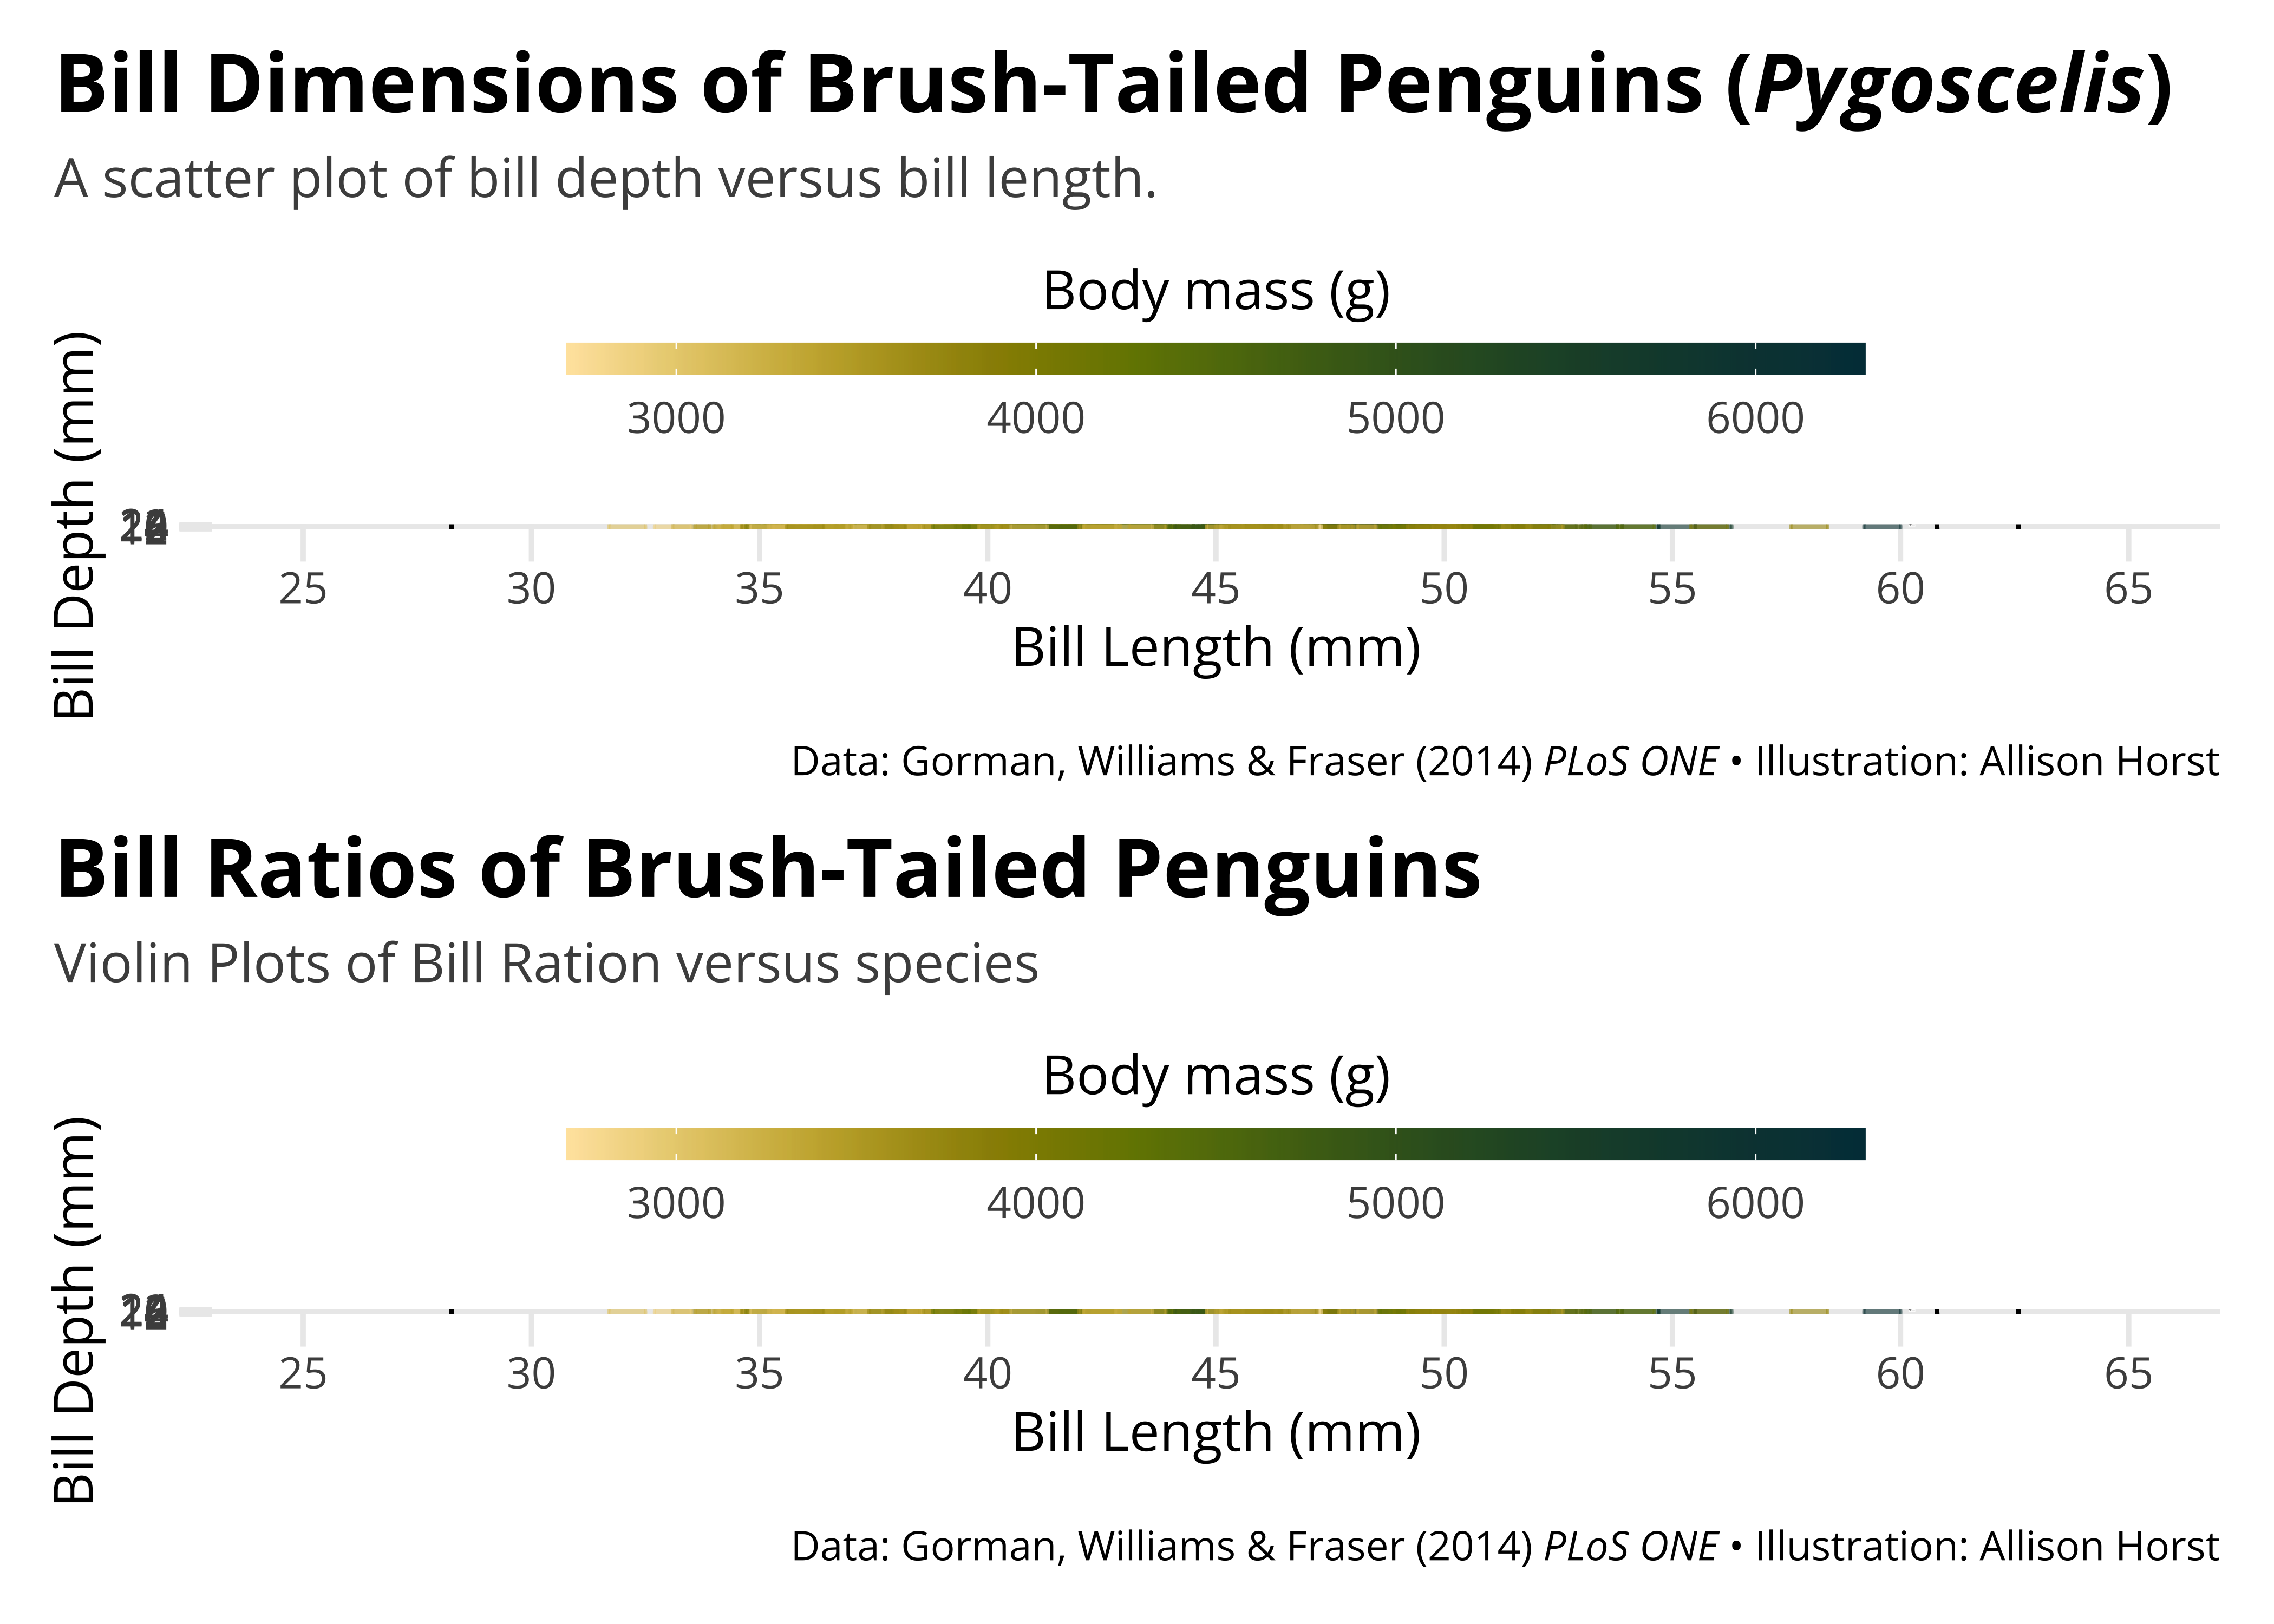 Bill Dimensions of Brush-Tailed Penguins (Pygoscelis)
A scatter plot of bill depth versus bill length.
Body mass (g)
3000 4000 5000 6000
Bill Depth (mm)
25 30 35 40 45 50 55 60 65
Bill Length (mm)
Data: Gorman, Williams & Fraser (2014) PLoS ONE • Illustration: Allison Horst
Bill Ratios of Brush-Tailed Penguins
Violin Plots of Bill Ration versus species
Body mass (g)
3000 4000 5000 6000
Bill Depth (mm)
25 30 35 40 45 50 55 60 65
Bill Length (mm)
Data: Gorman, Williams & Fraser (2014) PLoS ONE • Illustration: Allison Horst